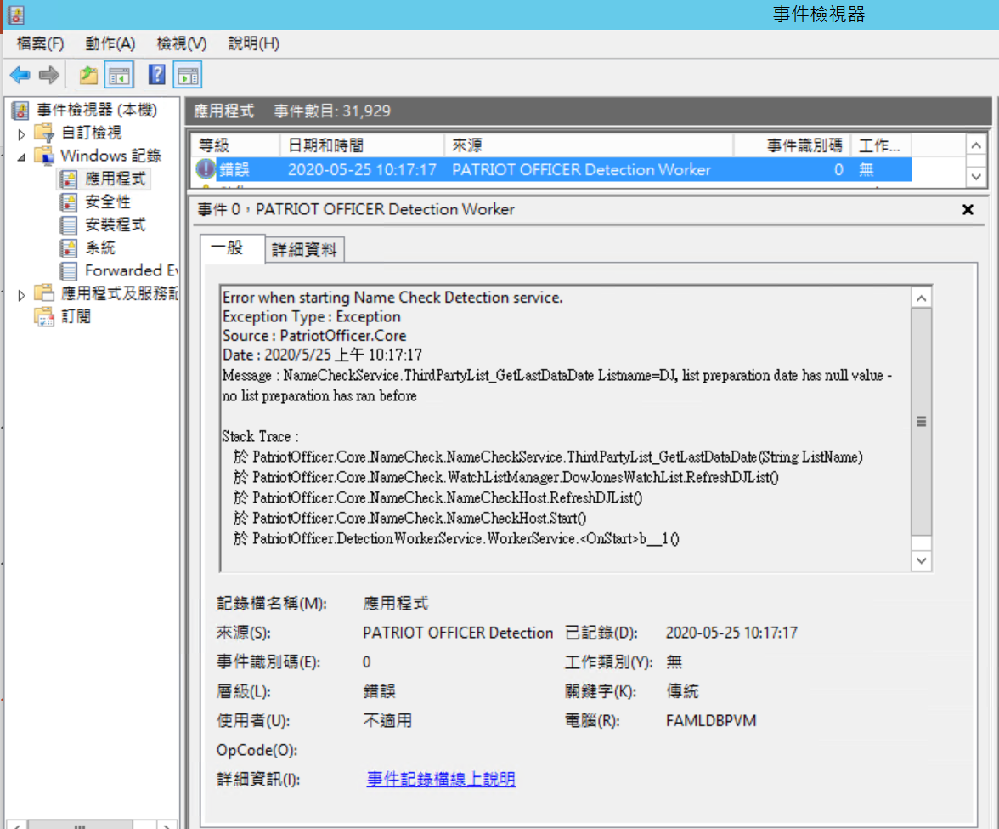 事件檢視器
檔案(F) 動作(A) 檢視(V) 說明(H)
事件檢視器 (本機)
自訂檢視
Windows 記錄
應用程式
安全性
安裝程式
系統
Forwarded Ev
應用程式及服務記
訂閱
應用程式 事件數目: 31,929
等級 日期和時間 來源 事件識別碼 工作...
錯誤 2020-05-25 10:17:17 PATRIOT OFFICER Detection Worker 0 無
事件 0，PATRIOT OFFICER Detection Worker
一般 詳細資料
Error when starting Name Check Detection service.
Exception Type : Exception
Source : PatriotOfficer.Core
Date : 2020/5/25 上午 10:17:17
Message : NameCheckService.ThirdPartyList_GetLastDataDate Listname=DJ, list preparation date has null value -
no list preparation has ran before
Stack Trace :
於 PatriotOfficer.Core.NameCheck.NameCheckService.ThirdPartyList_GetLastDataDate(String ListName)
於 PatriotOfficer.Core.NameCheck.WatchListManager.DowJonesWatchList.RefreshDJList()
於 PatriotOfficer.Core.NameCheck.NameCheckHost.RefreshDJList()
於 PatriotOfficer.Core.NameCheck.NameCheckHost.Start()
於 PatriotOfficer.DetectionWorkerService.WorkerService.<OnStart>b__1()
記錄檔名稱(M): 應用程式
來源(S): PATRIOT OFFICER Detection 已記錄(D): 2020-05-25 10:17:17
事件識別碼(E): 0 工作類別(Y): 無
層級(L): 錯誤 關鍵字(K): 傳統
使用者(U): 不適用 電腦(R): FAMLDBPVM
OpCode(O):
詳細資訊(I): 事件記錄檔線上說明